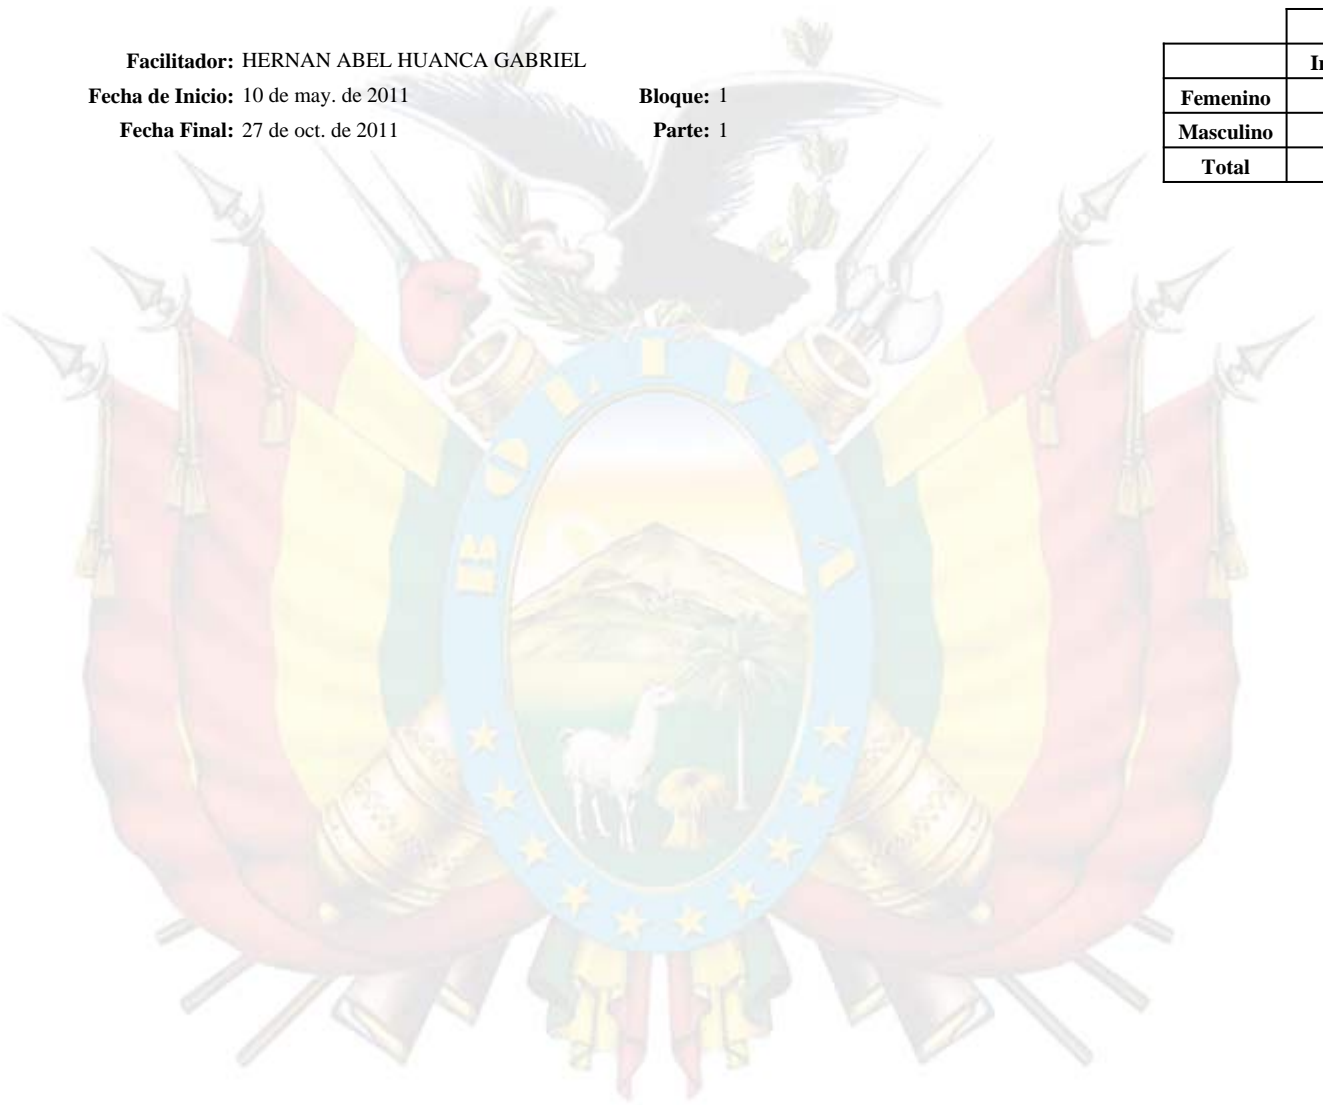 Facilitador: HERNAN ABEL HUANCA GABRIEL
Fecha de Inicio: 10 de may. de 2011 Bloque: 1
Fecha Final: 27 de oct. de 2011 Parte: 1
Femenino
Masculino
Total
BOLIVIA